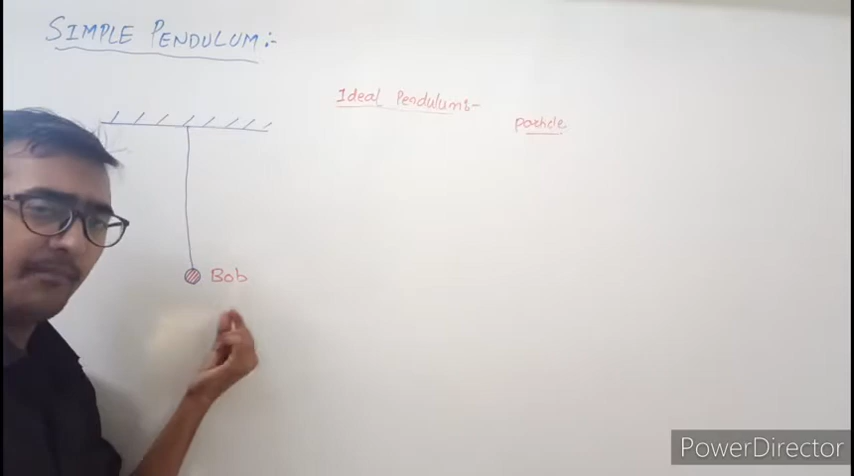 SIMPLE PENDULUM:-
Ideal Pendulum:-
particle
Bob
PowerDirector